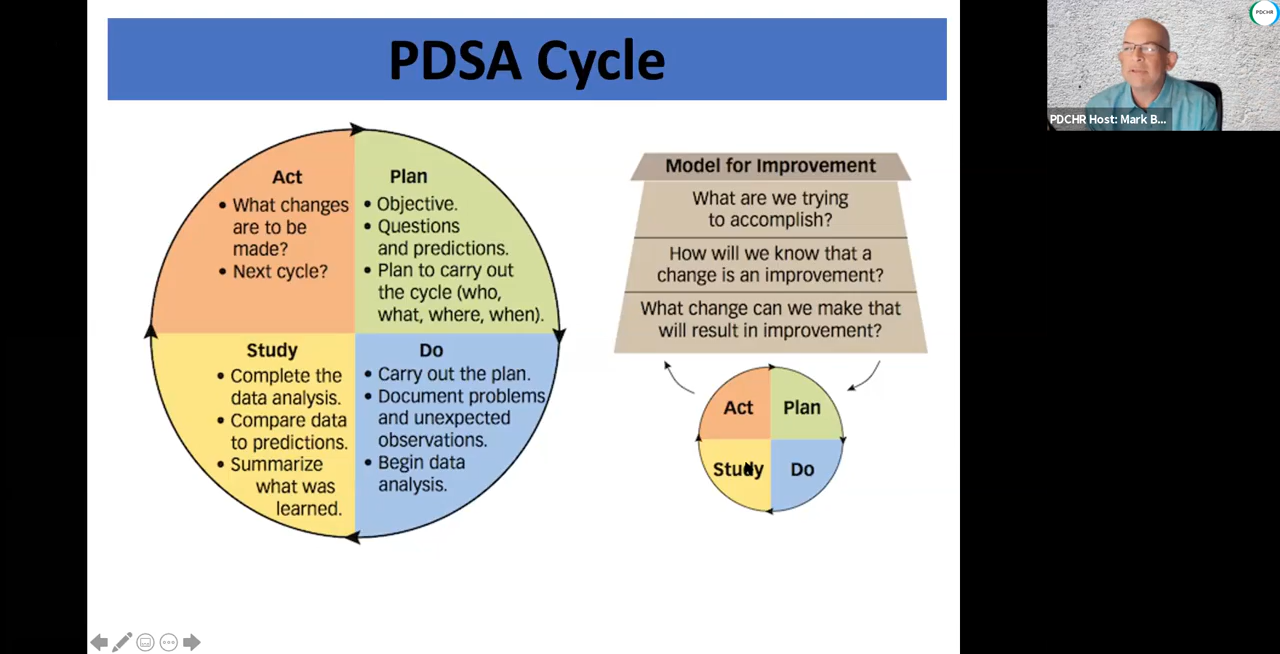 PDSA Cycle
Act
• What changes
are to be
made?
• Next cycle?
Plan
• Objective.
• Questions
and predictions.
• Plan to carry out
the cycle (who,
what, where, when).
Study
• Complete the
data analysis.
• Compare data
to predictions.
• Summarize
what was
learned.
Do
• Carry out the plan.
• Document problems
and unexpected
observations.
• Begin data
analysis.
Model for Improvement
What are we trying
to accomplish?
How will we know that a
change is an improvement?
What change can we make that
will result in improvement?
Act
Plan
Study
Do
PDCHR
PDCHR Host: Mark B...